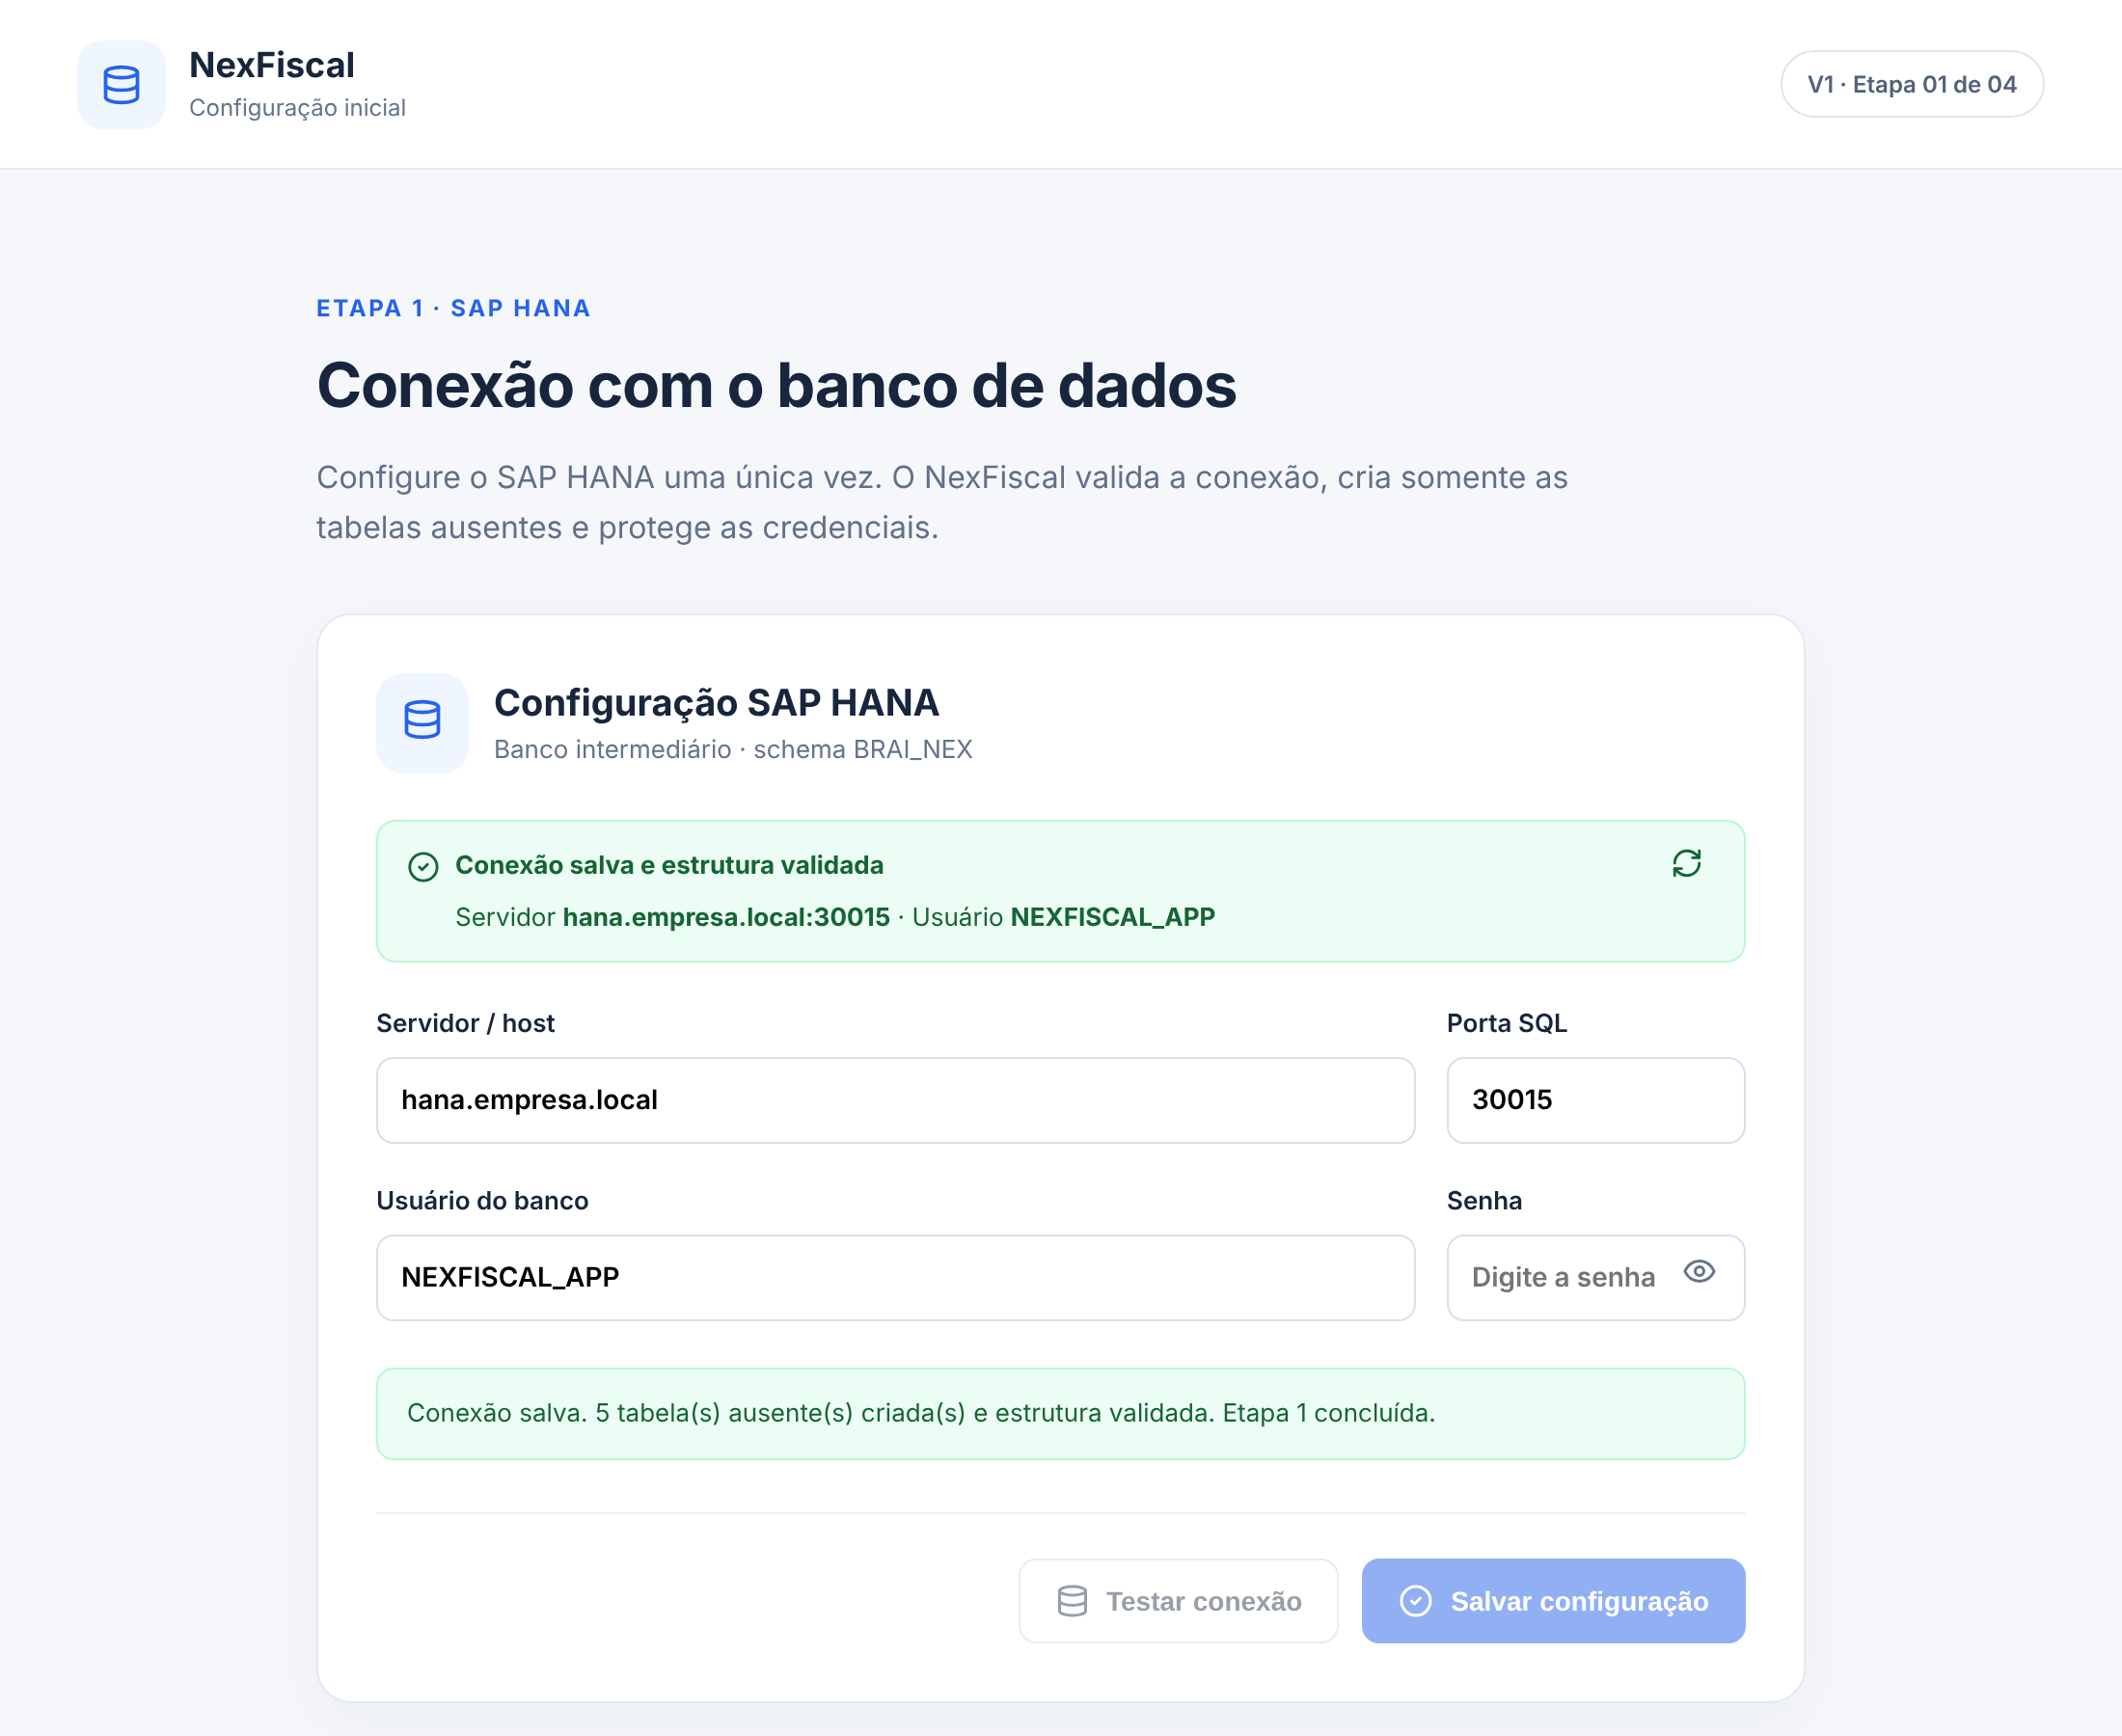 NexFiscal
Configuração inicial
V1 · Etapa 01 de 04
ETAPA 1 · SAP HANA
Conexão com o banco de dados
Configure o SAP HANA uma única vez. O NexFiscal valida a conexão, cria somente as
tabelas ausentes e protege as credenciais.
Configuração SAP HANA
Banco intermediário · schema BRAI_NEX
Conexão salva e estrutura validada
Servidor hana.empresa.local:30015 · Usuário NEXFISCAL_APP
Servidor / host
Porta SQL
hana.empresa.local
30015
Usuário do banco
Senha
NEXFISCAL_APP
Digite a senha
Conexão salva. 5 tabela(s) ausente(s) criada(s) e estrutura validada. Etapa 1 concluída.
Testar conexão
Salvar configuração